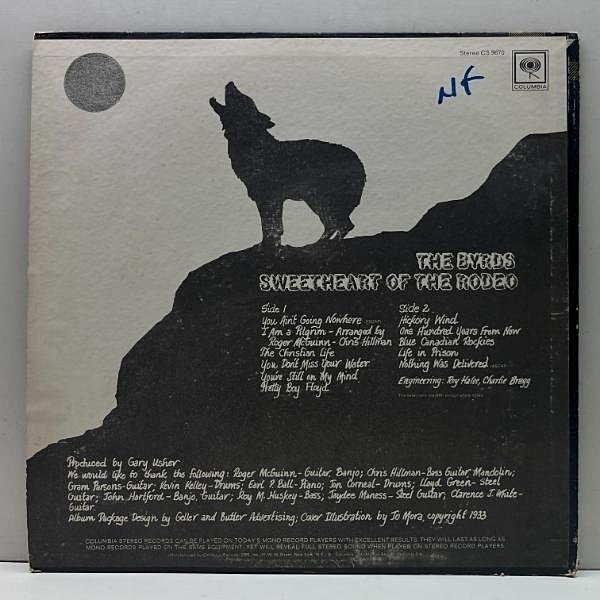 Stereo CS 9670
COLUMBIA
NF
THE BYRDS
SWEETHEART OF THE RODEO
Side 1
You Ain't Going Nowhere
I Am a Pilgrim - Arranged by
Roger McGuinn - Chris Hillman
The Christian Life
You Don't Miss Your Water
You're Still on My Mind
Pretty Boy Floyd
Side 2
Hickory Wind
One Hundred Years From Now
Blue Canadian Rockies
Life in Prison
Nothing Was Delivered
Engineering: Roy Halee, Charlie Bragg
Produced by Gary Usher
We would like to thank the following: Roger McGuinn-Guitar, Banjo; Chris Hillman-Bass Guitar, Mandolin;
Gram Parsons-Guitar; Kevin Kelley-Drums; Earl P. Ball-Piano; Jon Corneal-Drums; Lloyd Green-Steel
Guitar; John Hartford-Banjo, Guitar; Roy M. Huskey-Bass; Jaydee Maness-Steel Guitar; Clarence J. White-
Guitar.
Album Package Design by Geller and Butler Advertising; Cover Illustration by Jo Mora, copyright 1933
COLUMBIA STEREO RECORDS CAN BE PLAYED ON TODAY'S MONO RECORD PLAYERS WITH EXCELLENT RESULTS. THEY WILL LAST AS LONG AS
MONO RECORDS PLAYED ON THE SAME EQUIPMENT, YET WILL REVEAL FULL STEREO SOUND WHEN PLAYED ON STEREO RECORD PLAYERS.